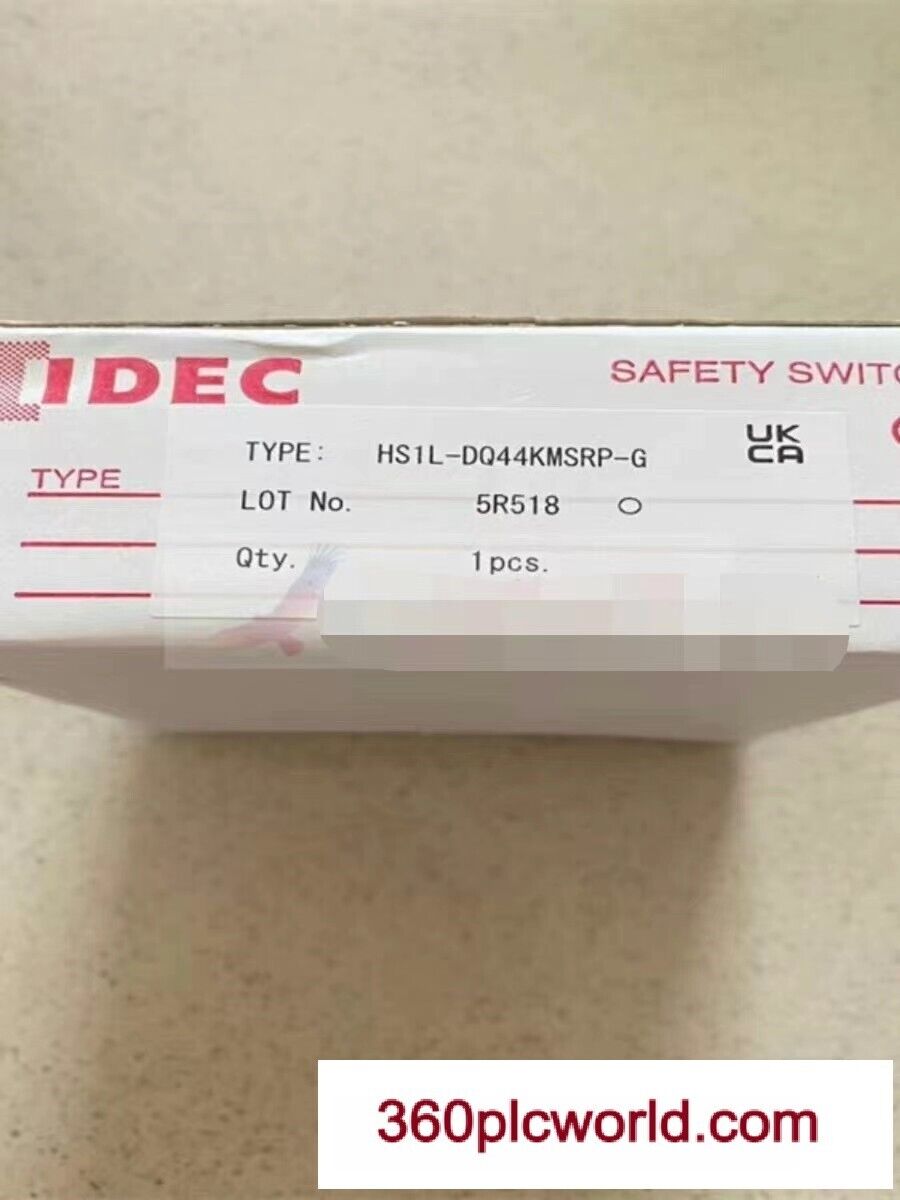 IDEC
SAFETY SWITC
TYPE
TYPE: HS1L-DQ44KMSRP-G
UK
CA
LOT No. 5R518 O
Qty. 1pcs.
360plcworld.com